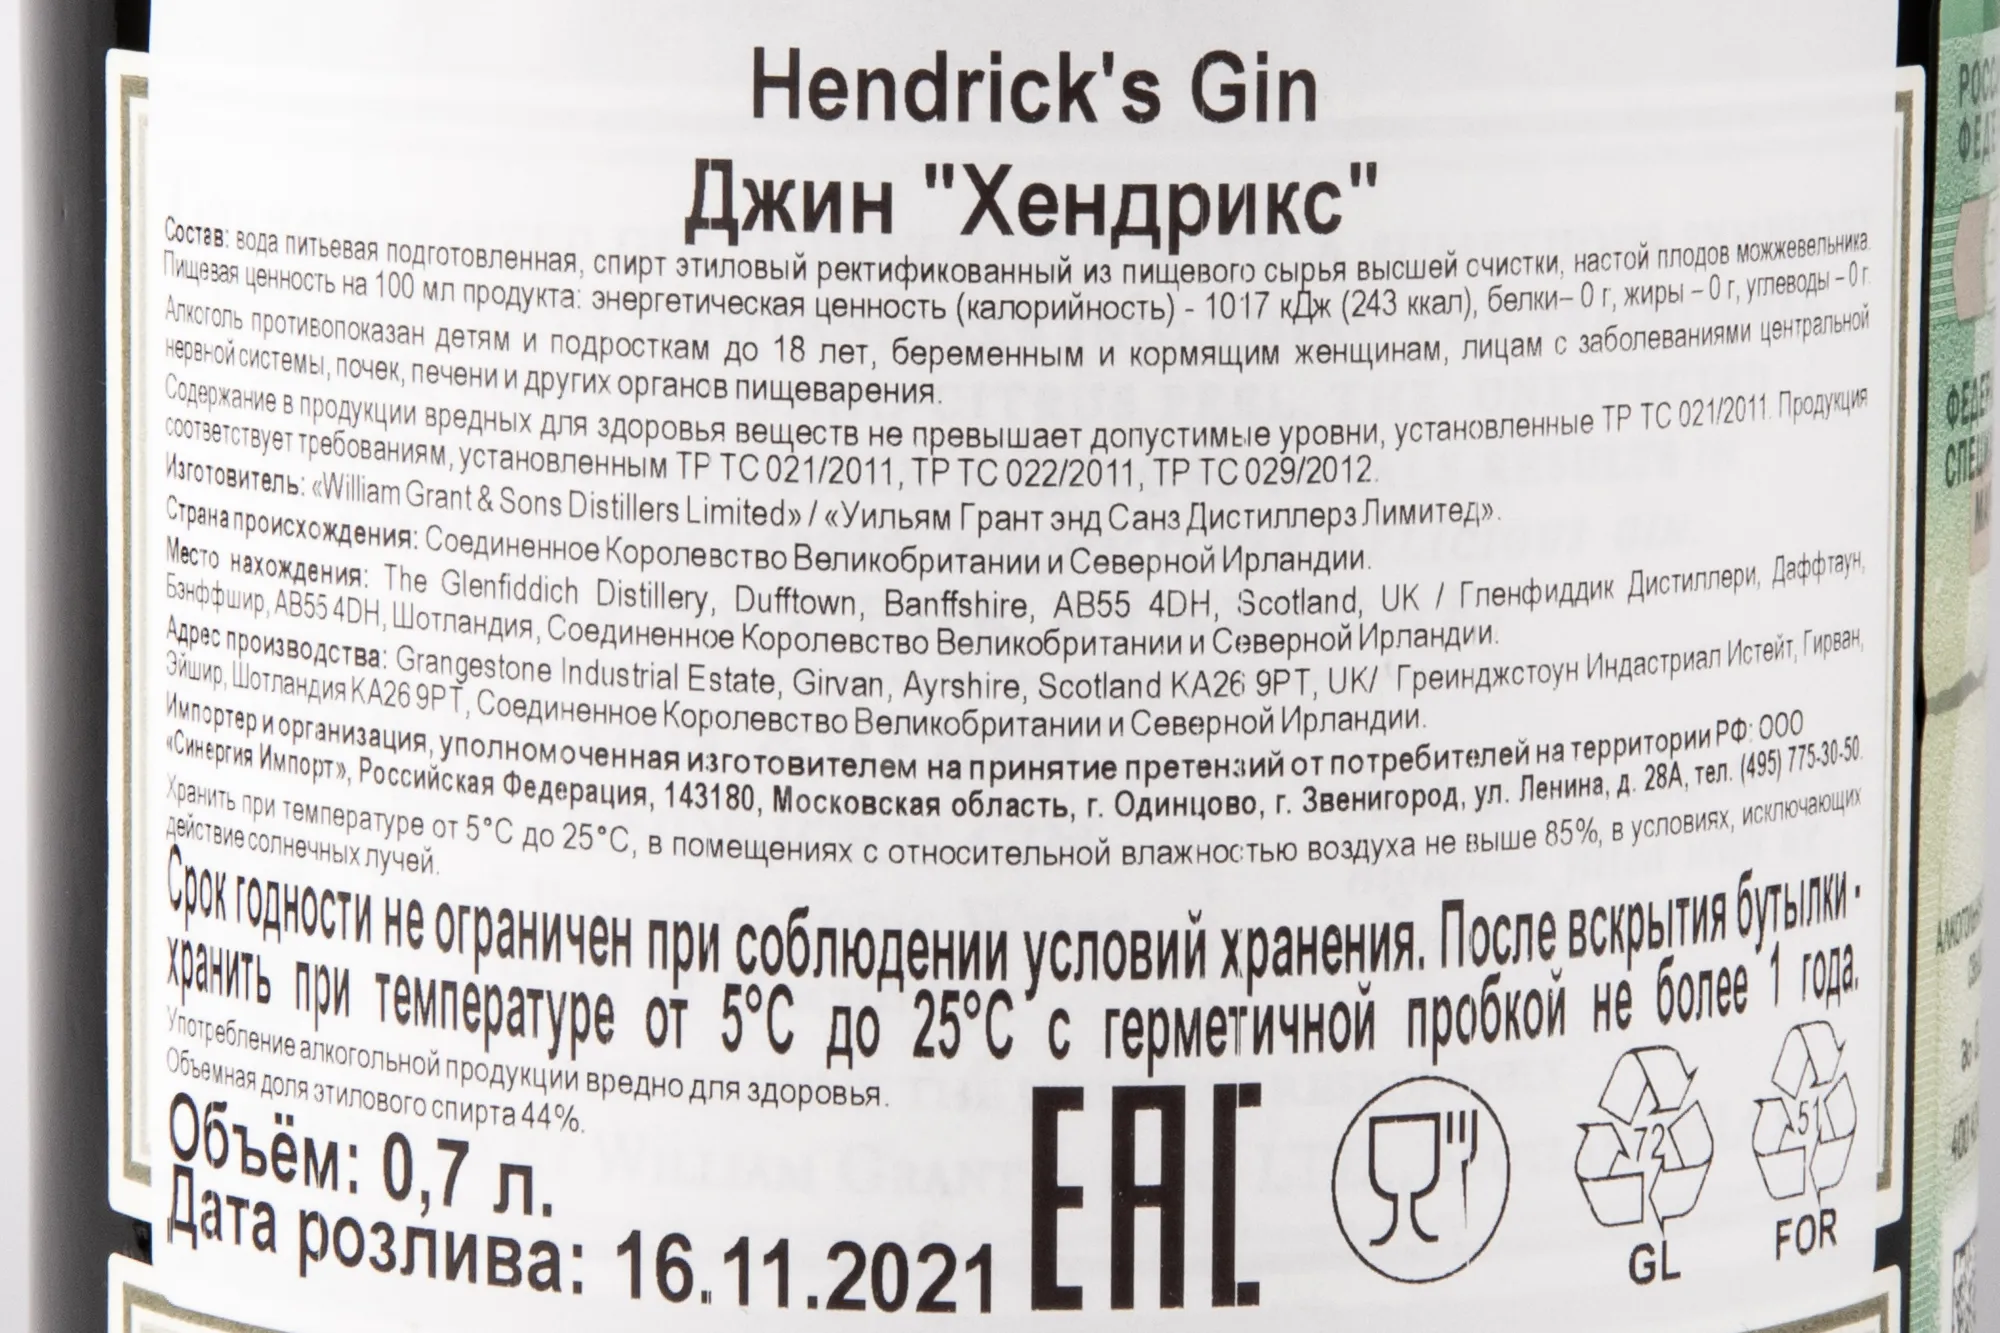 Hendrick's Gin
Джин "Хендрикс"
Состав: вода питьевая подготовленная, спирт этиловый ректификованный из пищевого сырья высшей очистки, настой плодов можжевельника.
Пищевая ценность на 100 мл продукта: энергетическая ценность (калорийность) - 1017 кДж (243 ккал), белки– 0 г, жиры – 0 г, углеводы – 0 г.
Алкоголь противопоказан детям и подросткам до 18 лет, беременным и кормящим женщинам, лицам с заболеваниями центральной
нервной системы, почек, печени и других органов пищеварения.
Содержание в продукции вредных для здоровья веществ не превышает допустимые уровни, установленные ТР ТС 021/2011. Продукция
соответствует требованиям, установленным ТР ТС 021/2011, ТР ТС 022/2011, ТР ТС 029/2012.
Изготовитель: «William Grant & Sons Distillers Limited» / «Уильям Грант энд Санз Дистиллерз Лимитед».
Страна происхождения: Соединенное Королевство Великобритании и Северной Ирландии.
Место нахождения: The Glenfiddich Distillery, Dufftown, Banffshire, AB55 4DH, Scotland, UK / Гленфиддик Дистиллери, Даффтаун,
Бэнффшир, AB55 4DH, Шотландия, Соединенное Королевство Великобритании и Северной Ирландии.
Адрес производства: Grangestone Industrial Estate, Girvan, Ayrshire, Scotland KA26 9PT, UK/ Греинджстоун Индастриал Истейт, Гирван,
Эйшир, Шотландия KA26 9PT, Соединенное Королевство Великобритании и Северной Ирландии.
Импортер и организация, уполномоченная изготовителем на принятие претензий от потребителей на территории РФ: ООО
«Синергия Импорт», Российская Федерация, 143180, Московская область, г. Одинцово, г. Звенигород, ул. Ленина, д. 28А, тел. (495) 775-30-50.
Хранить при температуре от 5°С до 25°С, в помещениях с относительной влажностью воздуха не выше 85%, в условиях, исключающих
действие солнечных лучей.
Срок годности не ограничен при соблюдении условий хранения. После вскрытия бутылки -
хранить при температуре от 5°С до 25°С с герметичной пробкой не более 1 года.
Употребление алкогольной продукции вредно для здоровья.
Объемная доля этилового спирта 44%.
Объём: 0,7 л.
Дата розлива: 16.11.2021
EAC
72
GL
51
FOR